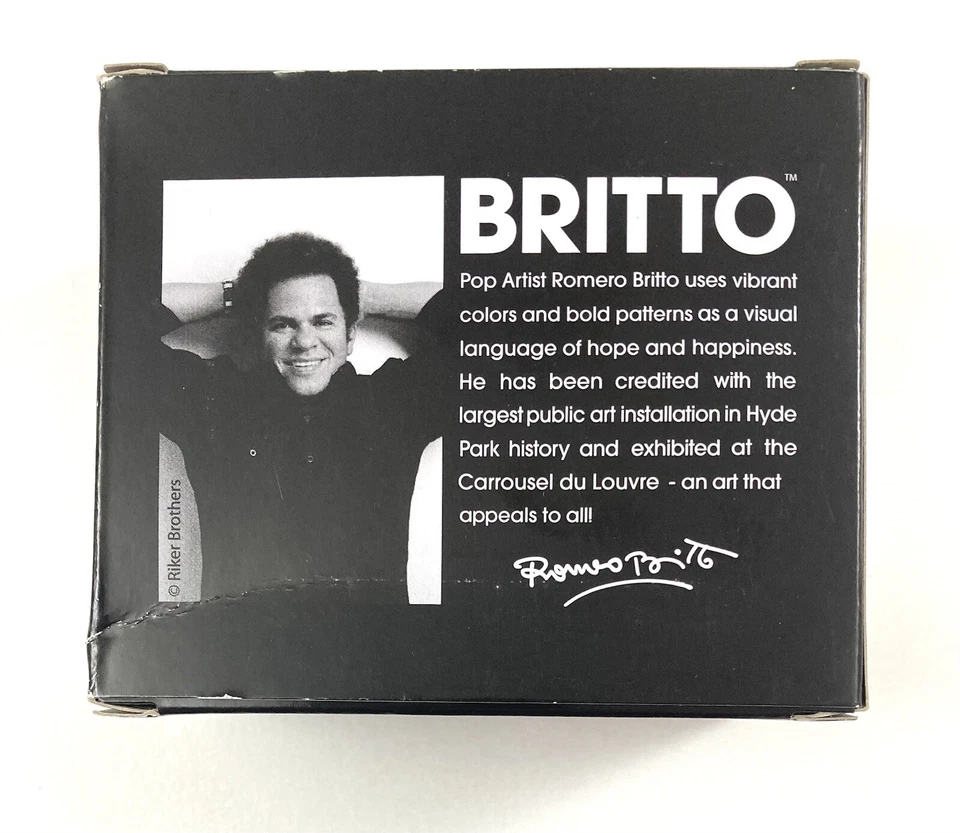 BRITTO™
Pop Artist Romero Britto uses vibrant
colors and bold patterns as a visual
language of hope and happiness.
He has been credited with the
largest public art installation in Hyde
Park history and exhibited at the
Carrousel du Louvre - an art that
appeals to all!
Romero Britto
© Riker Brothers